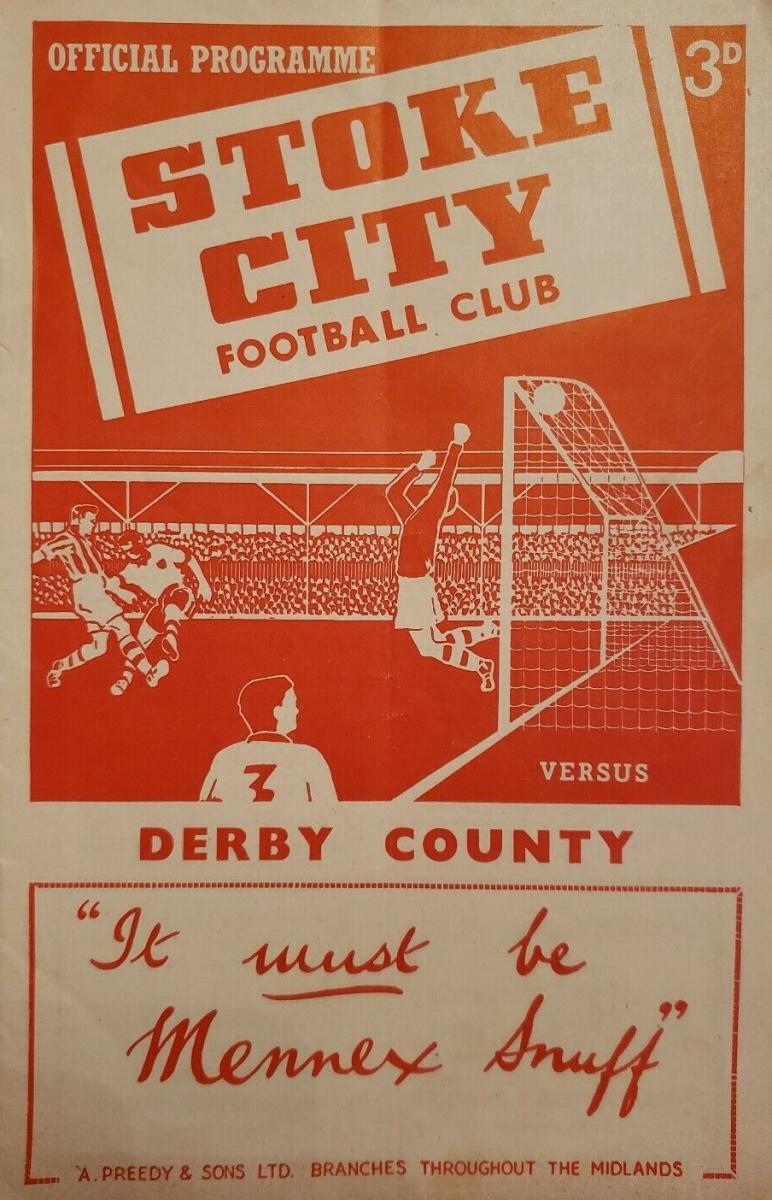 OFFICIAL PROGRAMME
3D
STOKE
CITY
FOOTBALL CLUB
3
VERSUS
DERBY COUNTY
"It must be
Mennex Snuff"
A. PREEDY & SONS LTD. BRANCHES THROUGHOUT THE MIDLANDS